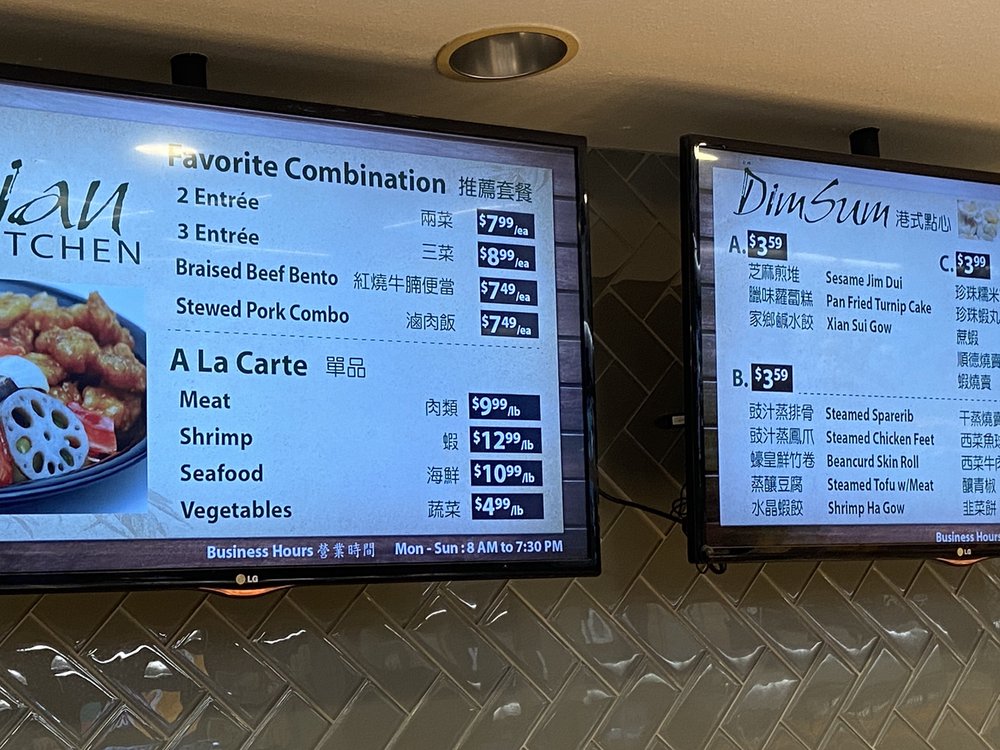 ian
KITCHEN
Favorite Combination 推薦套餐
2 Entrée 兩菜 $7.99/ea
3 Entrée 三菜 $8.99/ea
Braised Beef Bento 紅燒牛腩便當 $7.49/ea
Stewed Pork Combo 滷肉飯 $7.49/ea
A La Carte 單品
Meat 肉類 $9.99/lb
Shrimp 蝦 $12.99/lb
Seafood 海鮮 $10.99/lb
Vegetables 蔬菜 $4.99/lb
Business Hours 營業時間 Mon - Sun : 8 AM to 7:30 PM
LG
DimSum 港式點心
A. $3.59
芝麻煎堆 Sesame Jim Dui
臘味蘿蔔糕 Pan Fried Turnip Cake
家鄉鹹水餃 Xian Sui Gow
B. $3.59
豉汁蒸排骨 Steamed Sparerib
豉汁蒸鳳爪 Steamed Chicken Feet
蠔皇鮮竹卷 Beancurd Skin Roll
蒸釀豆腐 Steamed Tofu w/Meat
水晶蝦餃 Shrimp Ha Gow
C. $3.99
珍珠糯米
珍珠蝦丸
蔗蝦
順德燒賣
蝦燒賣
干蒸燒賣
西菜魚球
西菜牛肉
釀青椒
韭菜餅
Business Hours
LG